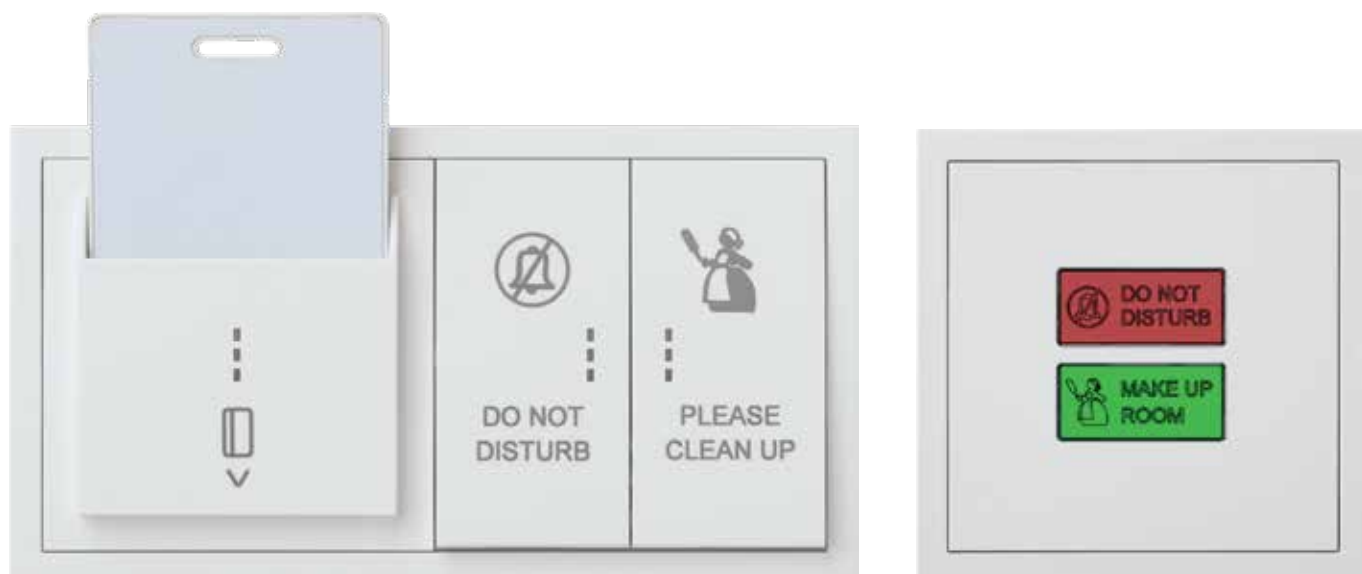 DO NOT
DISTURB
PLEASE
CLEAN UP
DO NOT
DISTURB
MAKE UP
ROOM